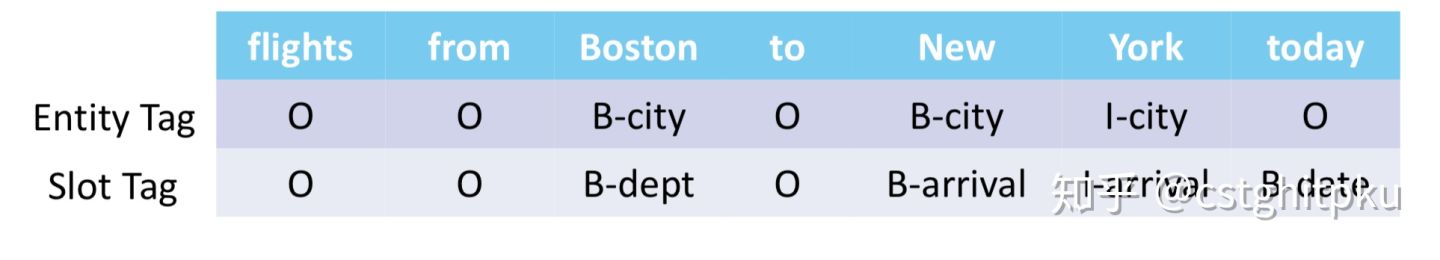 flights from Boston to New York today
Entity Tag O O B-city O B-city I-city O
Slot Tag O O B-dept O B-arrival I-arrival B-date
知乎 @cstghitpku